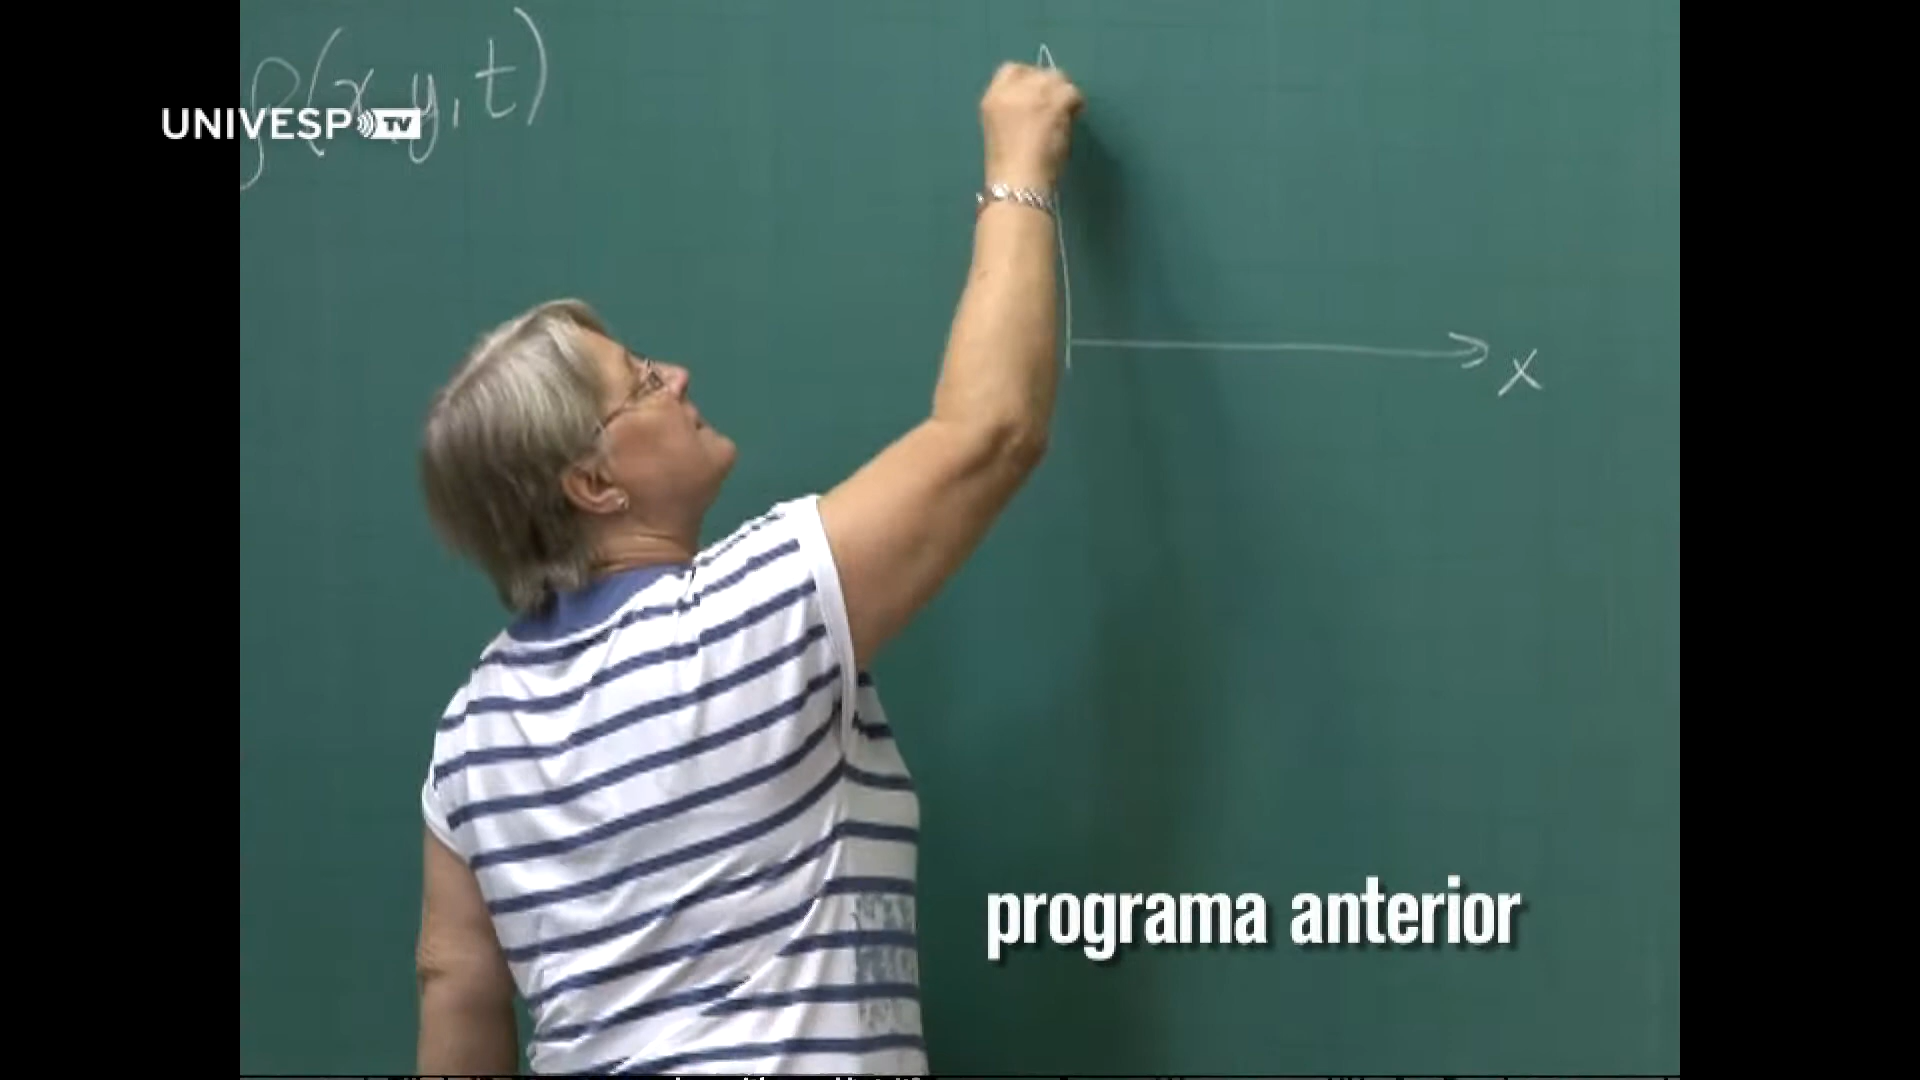 ρ(x, y, t)
UNIVESP TV
x
programa anterior